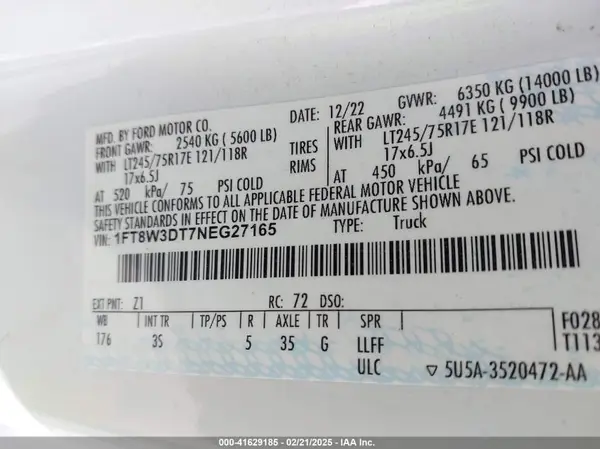 MFD. BY FORD MOTOR CO.
DATE: 12/22 GVWR: 6350 KG (14000 LB)
FRONT GAWR: 2540 KG (5600 LB) REAR GAWR: 4491 KG (9900 LB)
WITH LT245/75R17E 121/118R TIRES WITH LT245/75R17E 121/118R
17x6.5J RIMS 17x6.5J
AT 520 kPa/ 75 PSI COLD AT 450 kPa/ 65 PSI COLD
THIS VEHICLE CONFORMS TO ALL APPLICABLE FEDERAL MOTOR VEHICLE
SAFETY STANDARDS IN EFFECT ON THE DATE OF MANUFACTURE SHOWN ABOVE.
VIN: 1FT8W3DT7NEG27165 TYPE: Truck
EXT PNT: Z1 RC: 72 DSO:
WB INT TR TP/PS R AXLE TR SPR F028
176 3S 5 35 G LLFF T113
ULC ▽ 5U5A-3520472-AA
000-41629185 - 02/21/2025 - IAA Inc.